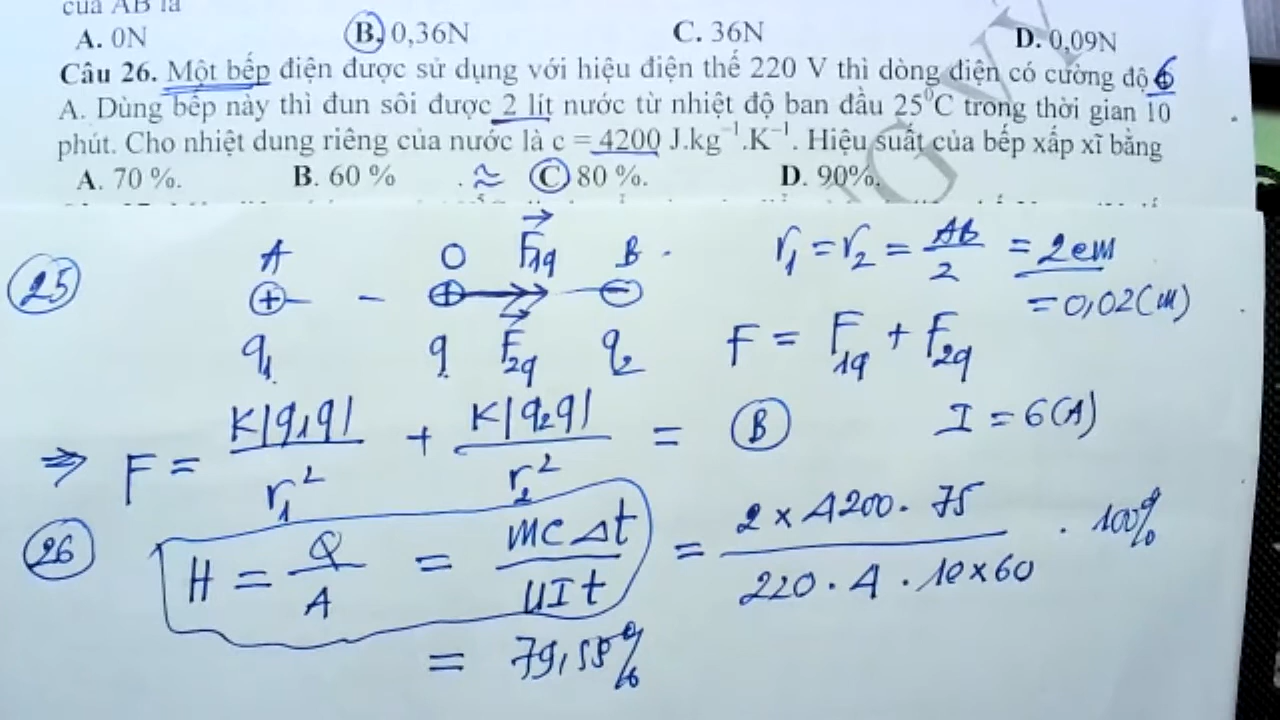 của AB là
A. 0N B. 0,36N C. 36N D. 0,09N
Câu 26. Một bếp điện được sử dụng với hiệu điện thế 220 V thì dòng điện có cường độ 6
A. Dùng bếp này thì đun sôi được 2 lít nước từ nhiệt độ ban đầu 25⁰C trong thời gian 10
phút. Cho nhiệt dung riêng của nước là c = 4200 J.kg⁻¹.K⁻¹. Hiệu suất của bếp xấp xĩ bằng
A. 70 %. B. 60 % . ≈ C 80 %. D. 90%.
25 A O F⃗1q B r1 = r2 = AB/2 = 2cm
⊕ - ⊕ ⊖ = 0,02(m)
q1 q F⃗2q q2 F = F1q + F2q
⇒ F = K|q1q|/r1² + K|q2q|/r2² = B I = 6(A)
26 H = Q/A = mcΔt/UIt = 2 x 4200. 75/220 . 4 . 10x60 . 100%
= 79,55%